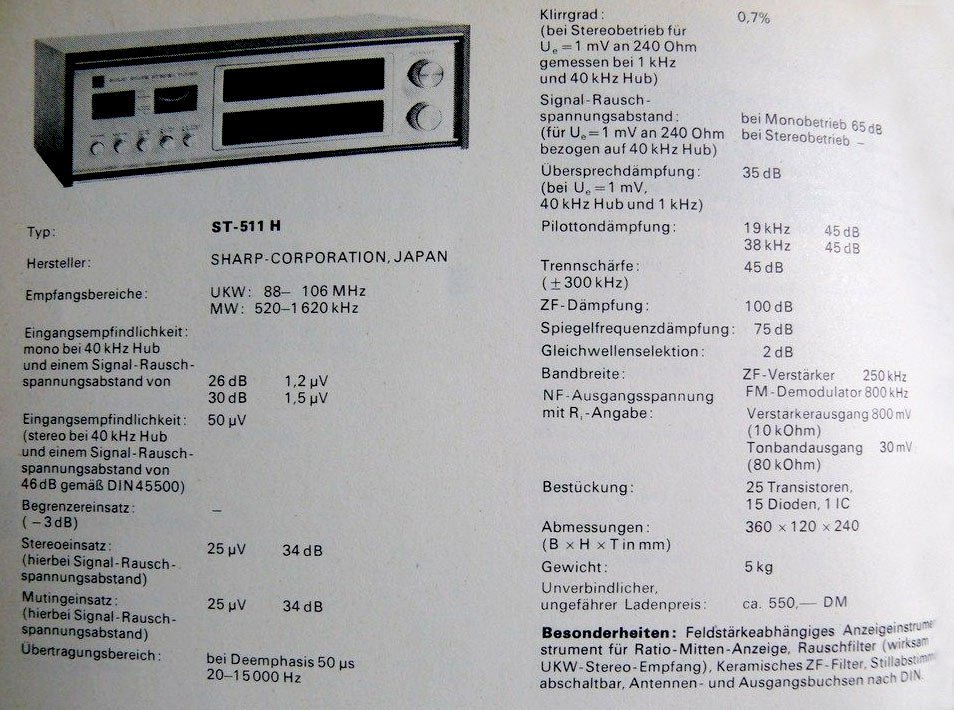 Typ: ST-511 H
Hersteller: SHARP-CORPORATION, JAPAN
Empfangsbereiche: UKW: 88– 106 MHz
MW: 520–1 620 kHz
Eingangsempfindlichkeit:
mono bei 40 kHz Hub
und einem Signal-Rausch-
spannungsabstand von 26 dB 1,2 µV
30 dB 1,5 µV
Eingangsempfindlichkeit: 50 µV
(stereo bei 40 kHz Hub
und einem Signal-Rausch-
spannungsabstand von
46 dB gemäß DIN 45500)
Begrenzereinsatz: –
(–3 dB)
Stereoeinsatz: 25 µV 34 dB
(hierbei Signal-Rausch-
spannungsabstand)
Mutingeinsatz: 25 µV 34 dB
(hierbei Signal-Rausch-
spannungsabstand)
Übertragungsbereich: bei Deemphasis 50 µs
20–15 000 Hz
Klirrgrad: 0,7%
(bei Stereobetrieb für
Ue = 1 mV an 240 Ohm
gemessen bei 1 kHz
und 40 kHz Hub)
Signal-Rausch-
spannungsabstand: bei Monobetrieb 65 dB
(für Ue = 1 mV an 240 Ohm bei Stereobetrieb –
bezogen auf 40 kHz Hub)
Übersprechdämpfung: 35 dB
(bei Ue = 1 mV,
40 kHz Hub und 1 kHz)
Pilottondämpfung: 19 kHz 45 dB
38 kHz 45 dB
Trennschärfe: 45 dB
(± 300 kHz)
ZF-Dämpfung: 100 dB
Spiegelfrequenzdämpfung: 75 dB
Gleichwellenselektion: 2 dB
Bandbreite: ZF-Verstärker 250 kHz
FM-Demodulator 800 kHz
NF-Ausgangsspannung
mit Ri-Angabe: Verstärkerausgang 800 mV
(10 kOhm)
Tonbandausgang 30 mV
(80 kOhm)
Bestückung: 25 Transistoren,
15 Dioden, 1 IC
Abmessungen: 360 × 120 × 240
(B × H × T in mm)
Gewicht: 5 kg
Unverbindlicher,
ungefährer Ladenpreis: ca. 550,— DM
Besonderheiten: Feldstärkeabhängiges Anzeigeinstrume
strument für Ratio-Mitten-Anzeige, Rauschfilter (wirksam
UKW-Stereo-Empfang), Keramisches ZF-Filter, Stillabstimm
abschaltbar, Antennen- und Ausgangsbuchsen nach DIN.